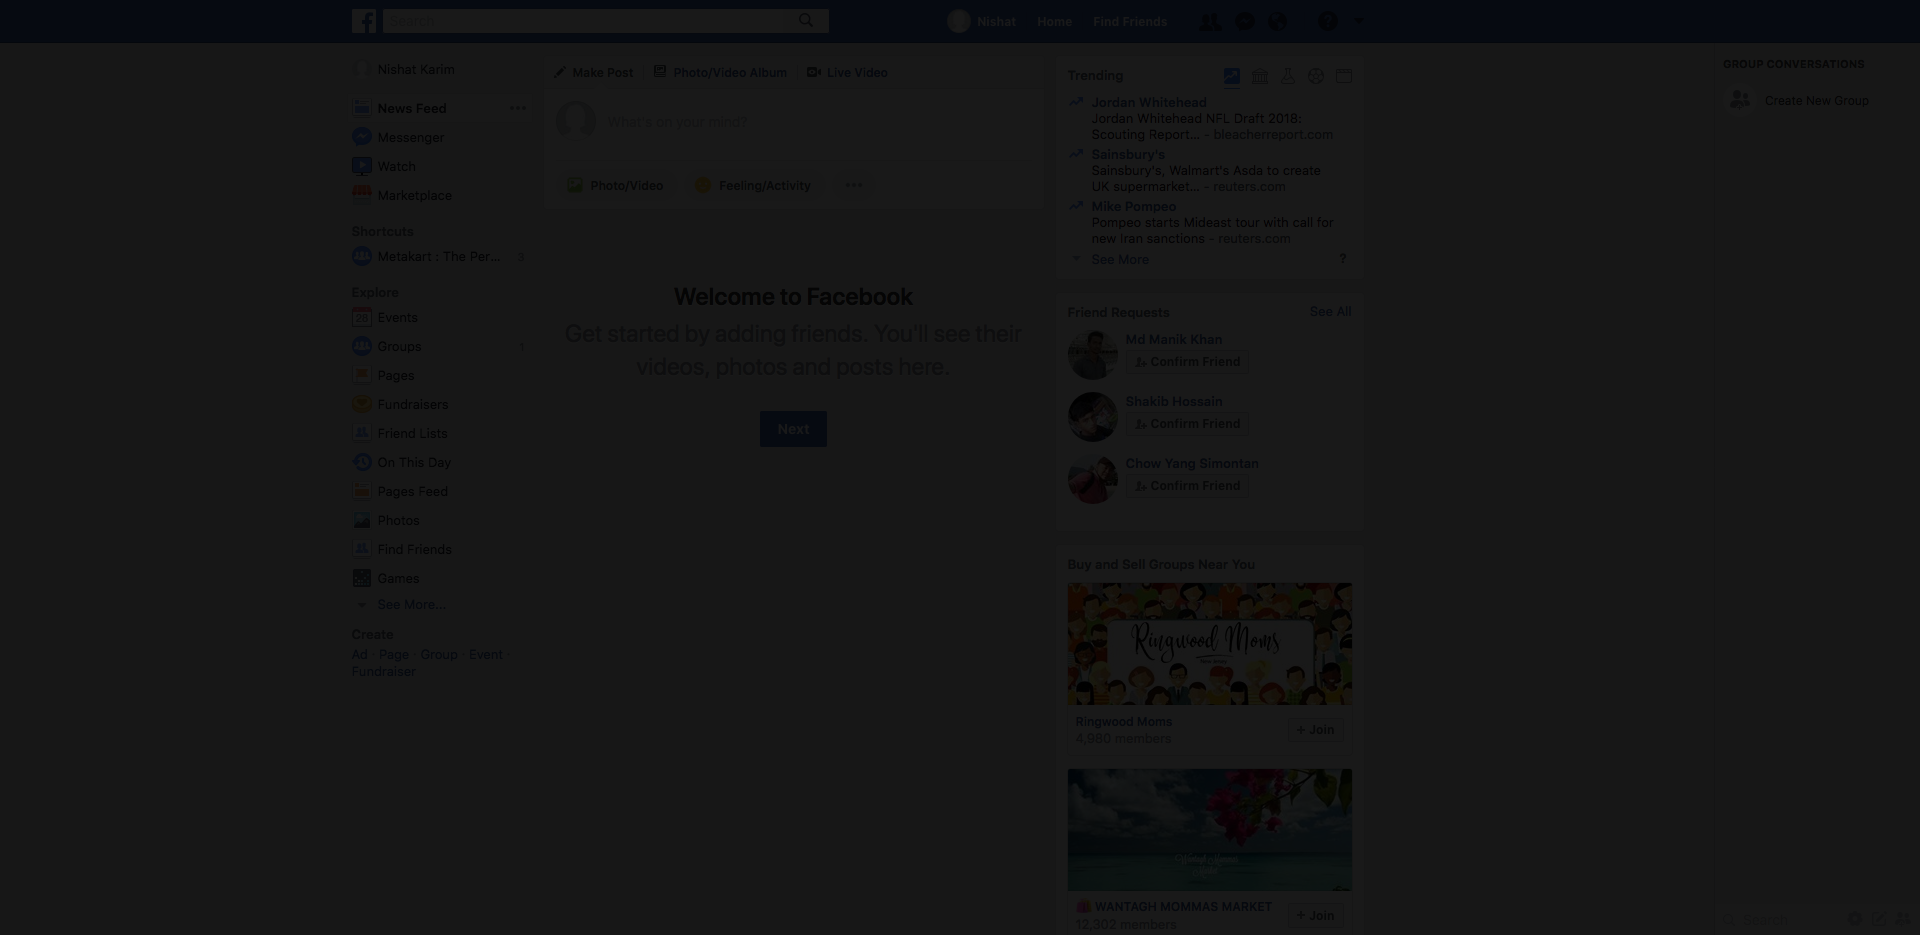 Search
Nishat
Home
Find Friends
Nishat Karim
News Feed
Messenger
Watch
Marketplace
Shortcuts
Metakart : The Per... 3
Explore
Events
Groups
Pages
Fundraisers
Friend Lists
On This Day
Pages Feed
Photos
Find Friends
Games
See More...
Create
Ad · Page · Group · Event ·
Fundraiser
Make Post
Photo/Video Album
Live Video
What's on your mind?
Photo/Video
Feeling/Activity
Welcome to Facebook
Get started by adding friends. You'll see their
videos, photos and posts here.
Next
Trending
Jordan Whitehead
Jordan Whitehead NFL Draft 2018:
Scouting Report... - bleacherreport.com
Sainsbury's
Sainsbury's, Walmart's Asda to create
UK supermarket... - reuters.com
Mike Pompeo
Pompeo starts Mideast tour with call for
new Iran sanctions - reuters.com
See More
?
Friend Requests
See All
Md Manik Khan
Confirm Friend
Shakib Hossain
Confirm Friend
Chow Yang Simontan
Confirm Friend
Buy and Sell Groups Near You
Ringwood Moms
Ringwood Moms
4,980 members
+ Join
WANTAGH MOMMAS MARKET
12,302 members
+ Join
GROUP CONVERSATIONS
Create New Group
Search